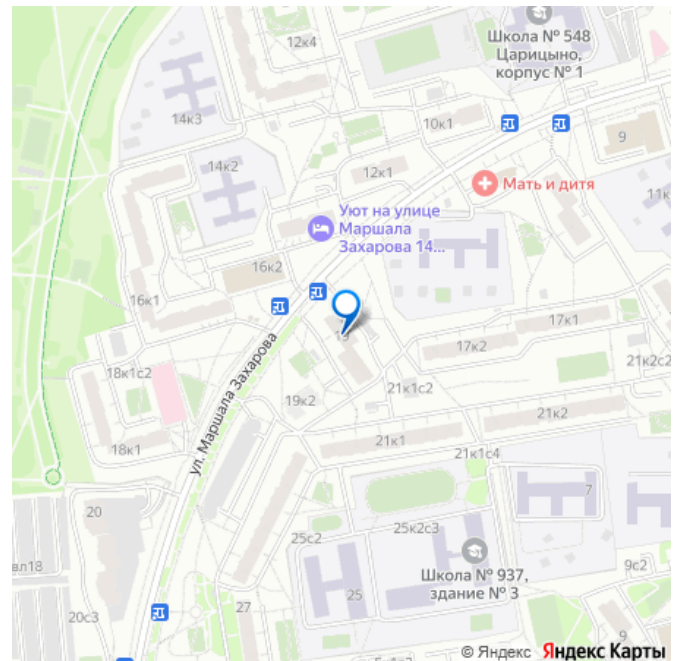 Школа № 548
Царицыно,
корпус № 1
12к4
14к3
10к1
9
14к2
12к1
Мать и дитя
11к
Уют на улице
Маршала
Захарова 14...
16к2
16к1
17к1
17к2
21к2с2
18к1с2
ул. Маршала Захарова
21к1с2
19к2
21к2
18к1
21к1
21к1с4
7
20
25с2
25к2с3
вл18
Школа № 937,
здание № 3
9с2
25
27
20с3
9
© Яндекс Яндекс Карты